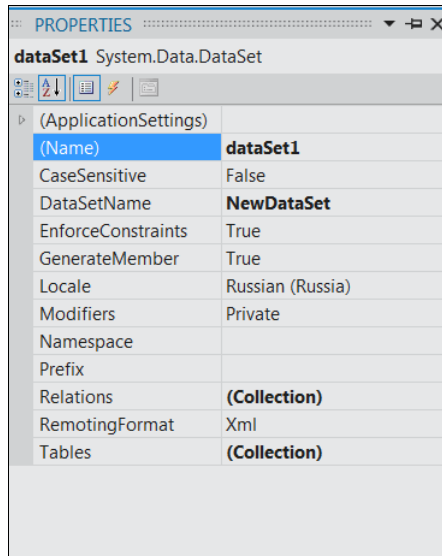 PROPERTIES
dataSet1 System.Data.DataSet
(ApplicationSettings)
(Name) dataSet1
CaseSensitive False
DataSetName NewDataSet
EnforceConstraints True
GenerateMember True
Locale Russian (Russia)
Modifiers Private
Namespace
Prefix
Relations (Collection)
RemotingFormat Xml
Tables (Collection)